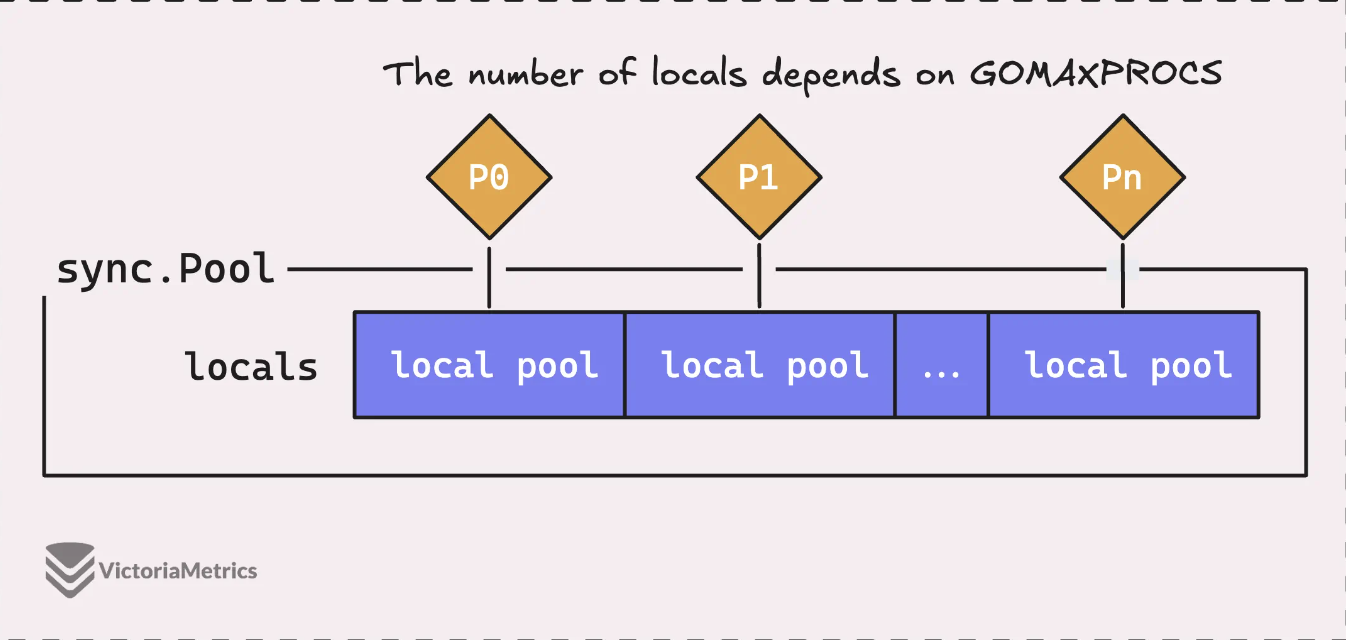 The number of locals depends on GOMAXPROCS
P0 P1 Pn
sync.Pool
locals local pool local pool ... local pool
VictoriaMetrics